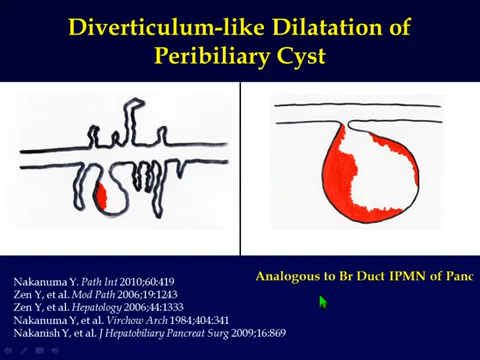 Diverticulum-like Dilatation of
Peribiliary Cyst
Analogous to Br Duct IPMN of Panc
Nakanuma Y. Path Int 2010;60:419
Zen Y, et al. Mod Path 2006;19:1243
Zen Y, et al. Hepatology 2006;44:1333
Nakanuma Y, et al. Virchow Arch 1984;404:341
Nakanish Y, et al. J Hepatobiliary Pancreat Surg 2009;16:869